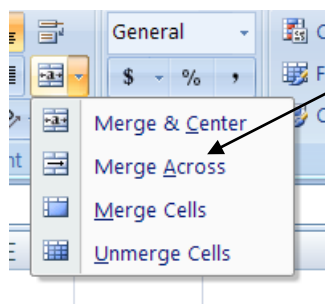 General
$ % ,
Merge & Center
Merge Across
Merge Cells
Unmerge Cells